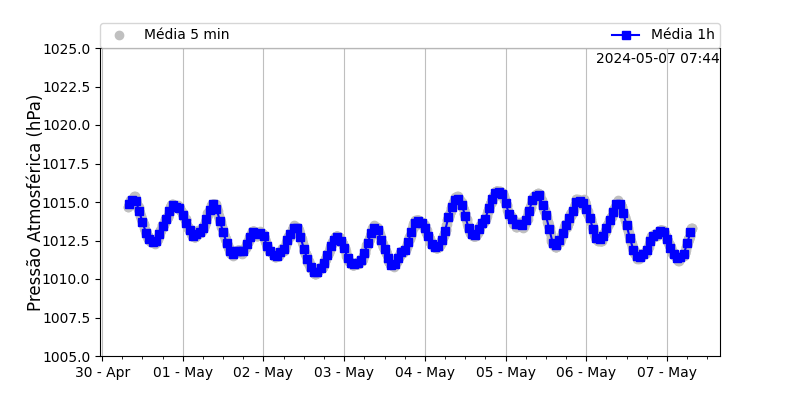 Média 5 min
Média 1h
2024-05-07 07:44
Pressão Atmosférica (hPa)
1025.0
1022.5
1020.0
1017.5
1015.0
1012.5
1010.0
1007.5
1005.0
30 - Apr
01 - May
02 - May
03 - May
04 - May
05 - May
06 - May
07 - May